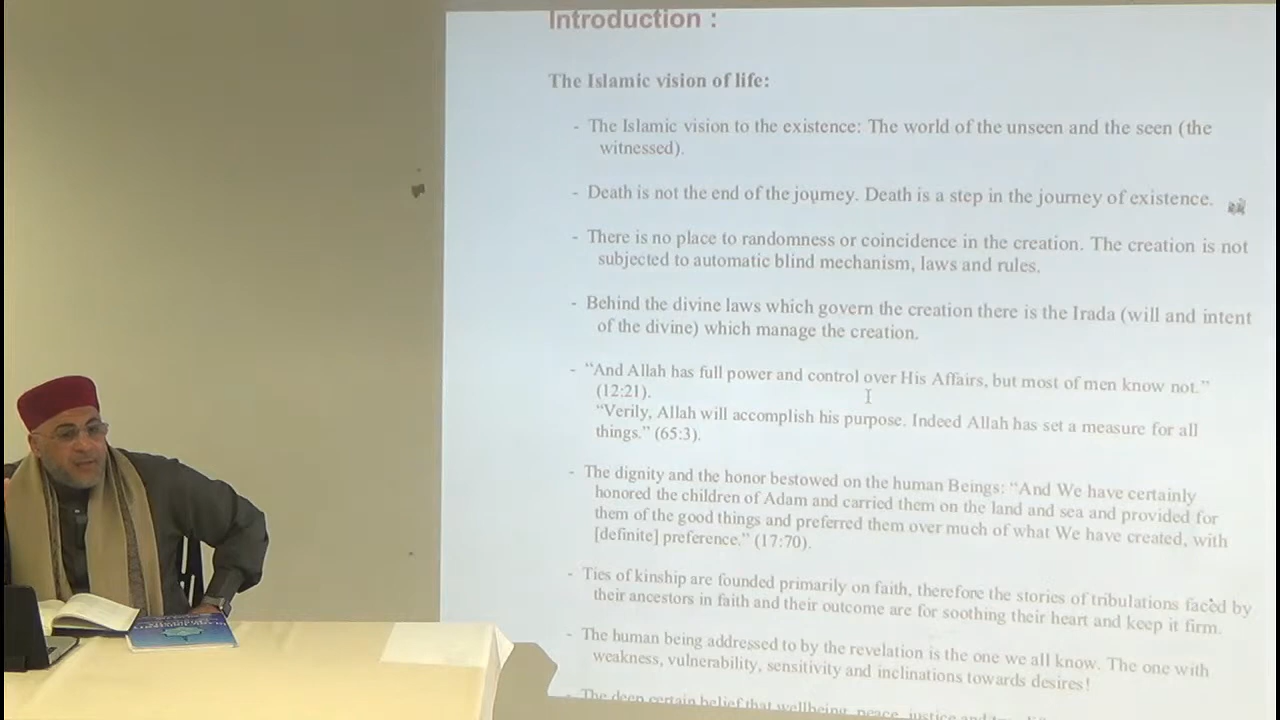 Introduction :
The Islamic vision of life:
- The Islamic vision to the existence: The world of the unseen and the seen (the
witnessed).
- Death is not the end of the journey. Death is a step in the journey of existence.
- There is no place to randomness or coincidence in the creation. The creation is not
subjected to automatic blind mechanism, laws and rules.
- Behind the divine laws which govern the creation there is the Irada (will and intent
of the divine) which manage the creation.
- “And Allah has full power and control over His Affairs, but most of men know not.”
(12:21).
“Verily, Allah will accomplish his purpose. Indeed Allah has set a measure for all
things.” (65:3).
- The dignity and the honor bestowed on the human Beings: “And We have certainly
honored the children of Adam and carried them on the land and sea and provided for
them of the good things and preferred them over much of what We have created, with
[definite] preference.” (17:70).
- Ties of kinship are founded primarily on faith, therefore the stories of tribulations faced by
their ancestors in faith and their outcome are for soothing their heart and keep it firm.
- The human being addressed to by the revelation is the one we all know. The one with
weakness, vulnerability, sensitivity and inclinations towards desires!
- The deep certain belief that wellbeing, peace, justice and